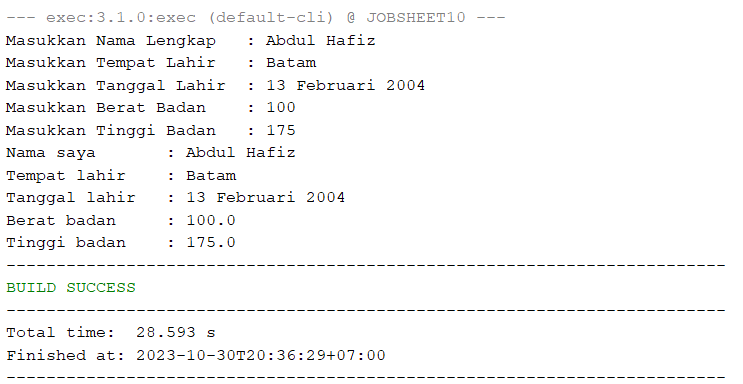 --- exec:3.1.0:exec (default-cli) @ JOBSHEET10 ---
Masukkan Nama Lengkap   : Abdul Hafiz
Masukkan Tempat Lahir   : Batam
Masukkan Tanggal Lahir  : 13 Februari 2004
Masukkan Berat Badan    : 100
Masukkan Tinggi Badan   : 175
Nama saya       : Abdul Hafiz
Tempat lahir    : Batam
Tanggal lahir   : 13 Februari 2004
Berat badan     : 100.0
Tinggi badan    : 175.0
------------------------------------------------------------------------
BUILD SUCCESS
------------------------------------------------------------------------
Total time:  28.593 s
Finished at: 2023-10-30T20:36:29+07:00
------------------------------------------------------------------------